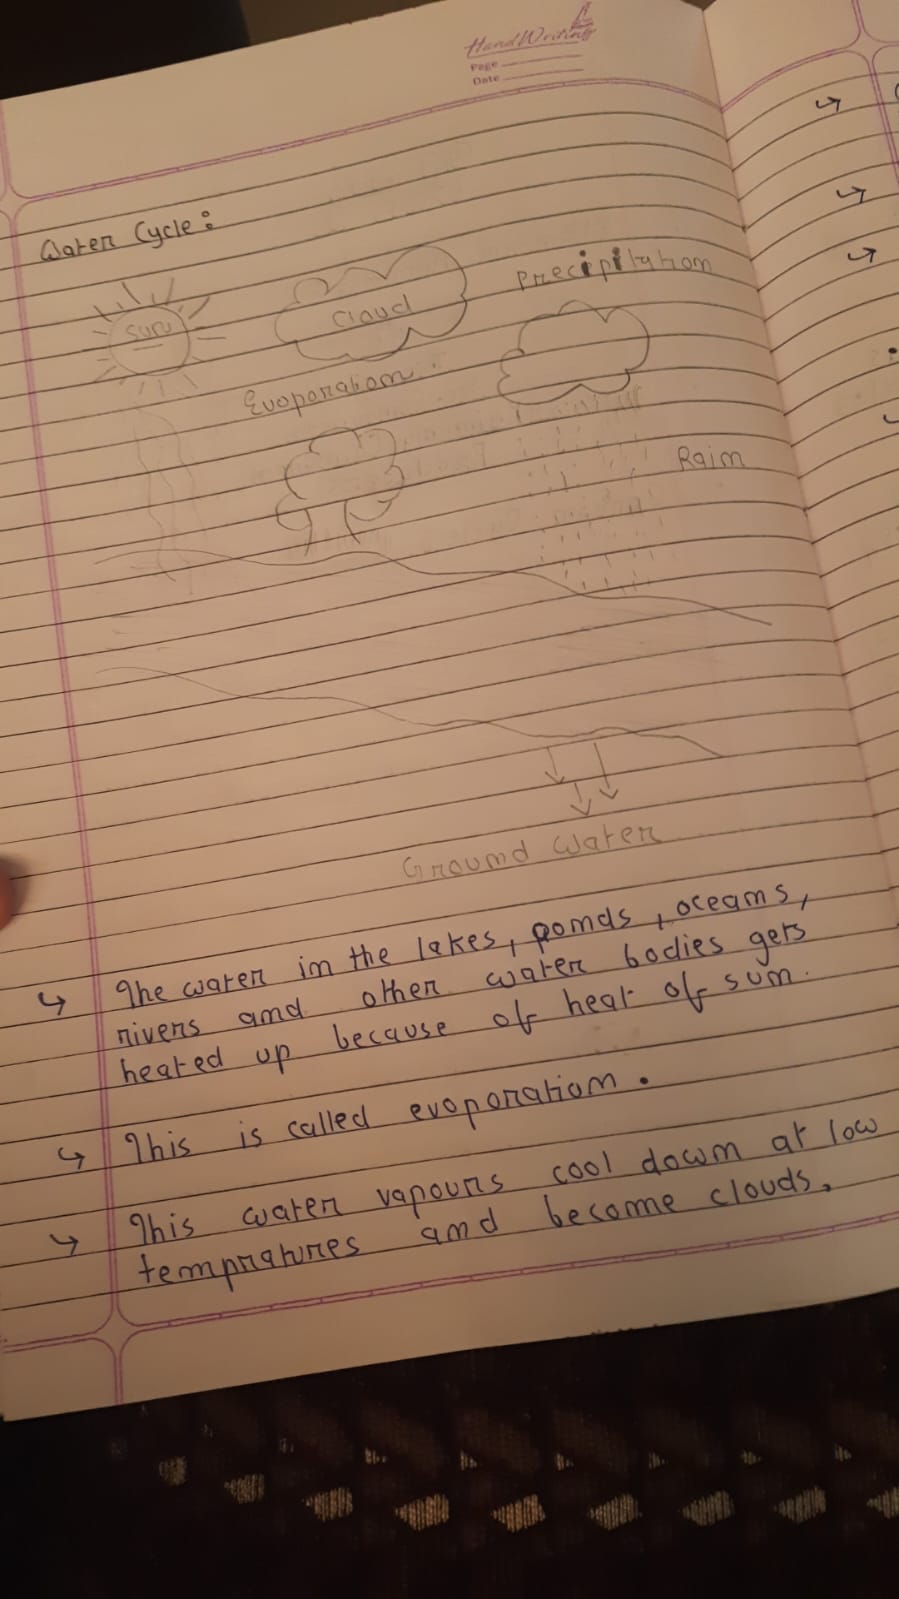 HandWriting
Page
Date
Water Cycle:
Precipitation
Sun
Cloud
Evoporation
Rain
Ground Water
↪ The water in the lakes, ponds, oceans,
rivers and other water bodies gets
heated up because of heat of sun.
↪ This is called evoporation.
↪ This water vapours cool down at low
tempratures and become clouds.